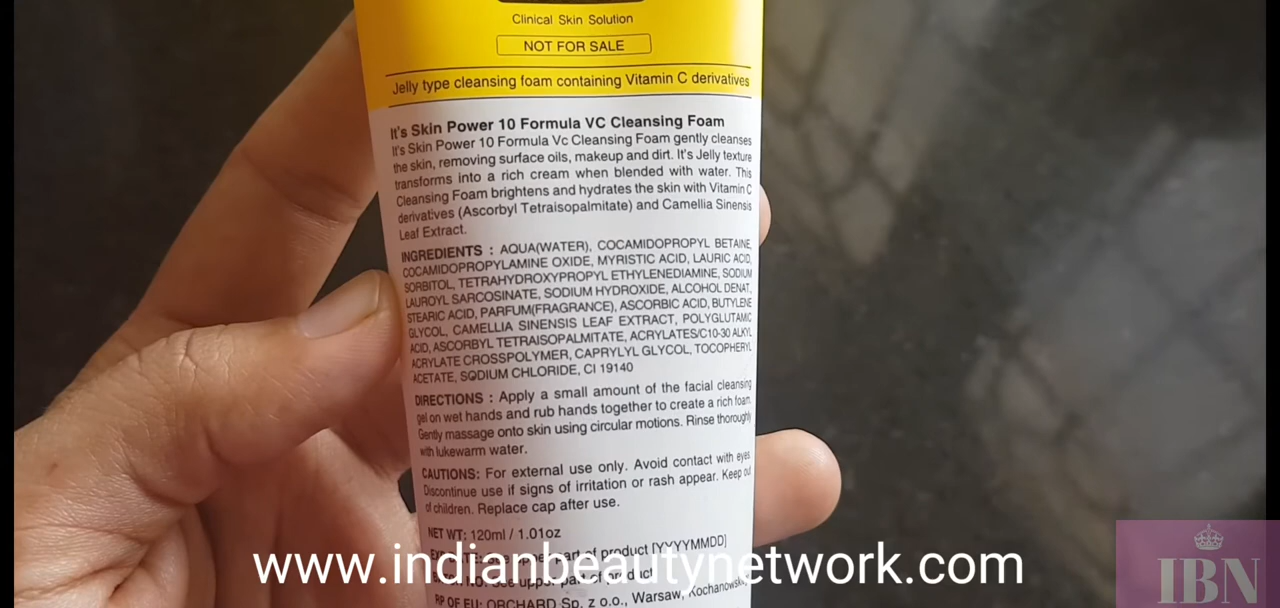 Clinical Skin Solution
NOT FOR SALE
Jelly type cleansing foam containing Vitamin C derivatives
It's Skin Power 10 Formula VC Cleansing Foam
It's Skin Power 10 Formula Vc Cleansing Foam gently cleanses
the skin, removing surface oils, makeup and dirt. It's Jelly texture
transforms into a rich cream when blended with water. This
Cleansing Foam brightens and hydrates the skin with Vitamin C
derivatives (Ascorbyl Tetraisopalmitate) and Camellia Sinensis
Leaf Extract.
INGREDIENTS : AQUA(WATER), COCAMIDOPROPYL BETAINE,
COCAMIDOPROPYLAMINE OXIDE, MYRISTIC ACID, LAURIC ACID,
SORBITOL, TETRAHYDROXYPROPYL ETHYLENEDIAMINE, SODIUM
LAUROYL SARCOSINATE, SODIUM HYDROXIDE, ALCOHOL DENAT,
STEARIC ACID, PARFUM(FRAGRANCE), ASCORBIC ACID, BUTYLENE
GLYCOL, CAMELLIA SINENSIS LEAF EXTRACT, POLYGLUTAMIC
ACID, ASCORBYL TETRAISOPALMITATE, ACRYLATES/C10-30 ALKYL
ACRYLATE CROSSPOLYMER, CAPRYLYL GLYCOL, TOCOPHERYL
ACETATE, SODIUM CHLORIDE, CI 19140
DIRECTIONS : Apply a small amount of the facial cleansing
gel on wet hands and rub hands together to create a rich foam.
Gently massage onto skin using circular motions. Rinse thoroughly
with lukewarm water.
CAUTIONS: For external use only. Avoid contact with eyes
Discontinue use if signs of irritation or rash appear. Keep out
of children. Replace cap after use.
NET WT: 120ml / 1.01oz
part of product [YYYYMMDD]
upper part of product
RP OF EU: ORCHARD Sp. z o.o., Warsaw, Kochanowski
www.indianbeautynetwork.com
IBN